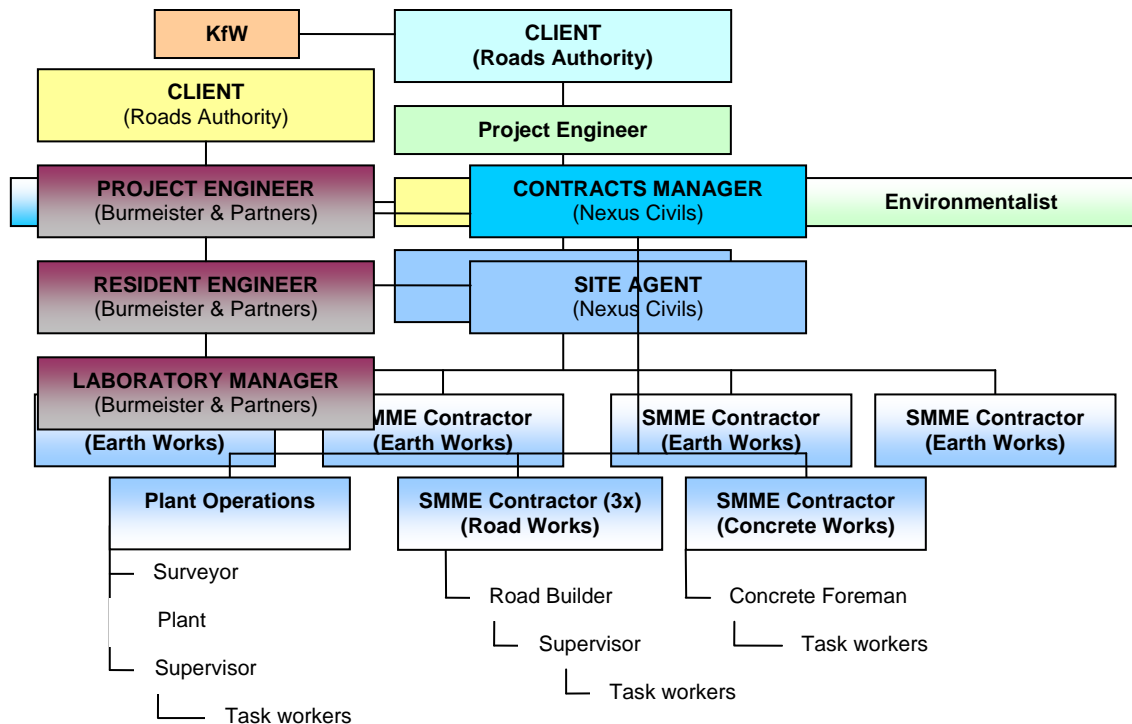 KfW
CLIENT
(Roads Authority)
CLIENT
(Roads Authority)
Project Engineer
PROJECT ENGINEER
(Burmeister & Partners)
CONTRACTS MANAGER
(Nexus Civils)
Environmentalist
RESIDENT ENGINEER
(Burmeister & Partners)
SITE AGENT
(Nexus Civils)
LABORATORY MANAGER
(Burmeister & Partners)
(Earth Works)
SMME Contractor
(Earth Works)
SMME Contractor
(Earth Works)
SMME Contractor
(Earth Works)
Plant Operations
SMME Contractor (3x)
(Road Works)
SMME Contractor
(Concrete Works)
Surveyor
Plant
Supervisor
Task workers
Road Builder
Supervisor
Task workers
Concrete Foreman
Task workers